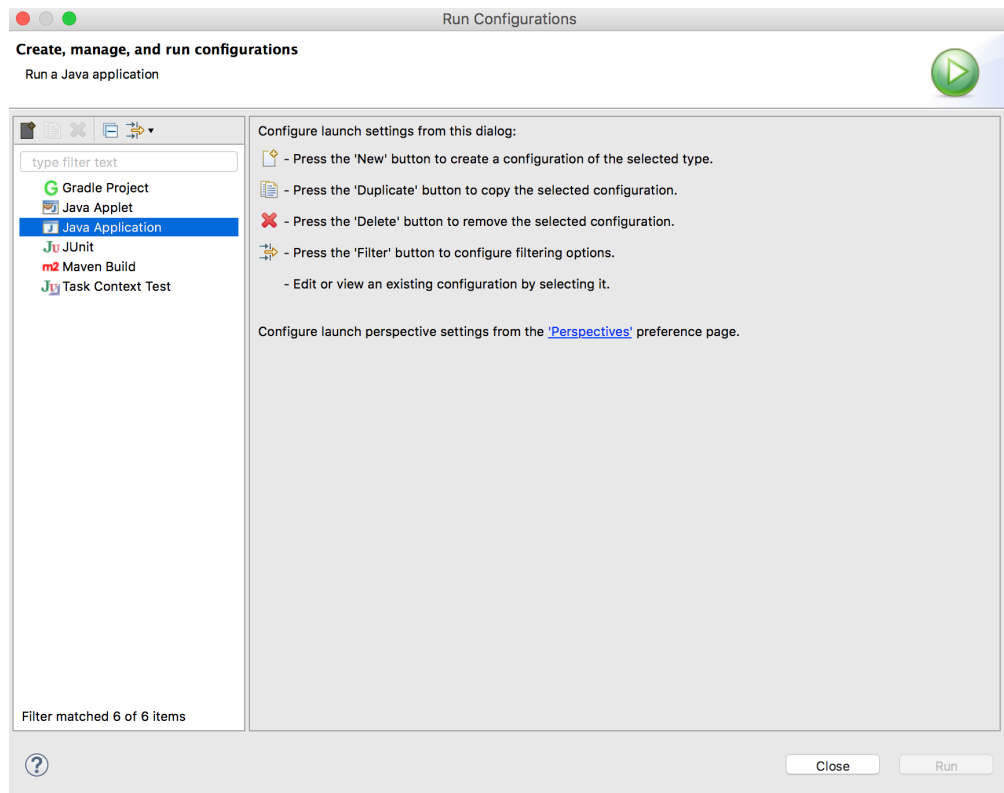 Run Configurations
Create, manage, and run configurations
Run a Java application
type filter text
G Gradle Project
Java Applet
J Java Application
Ju JUnit
m2 Maven Build
Ju Task Context Test
Filter matched 6 of 6 items
Configure launch settings from this dialog:
- Press the 'New' button to create a configuration of the selected type.
- Press the 'Duplicate' button to copy the selected configuration.
- Press the 'Delete' button to remove the selected configuration.
- Press the 'Filter' button to configure filtering options.
- Edit or view an existing configuration by selecting it.
Configure launch perspective settings from the 'Perspectives' preference page.
?
Close
Run